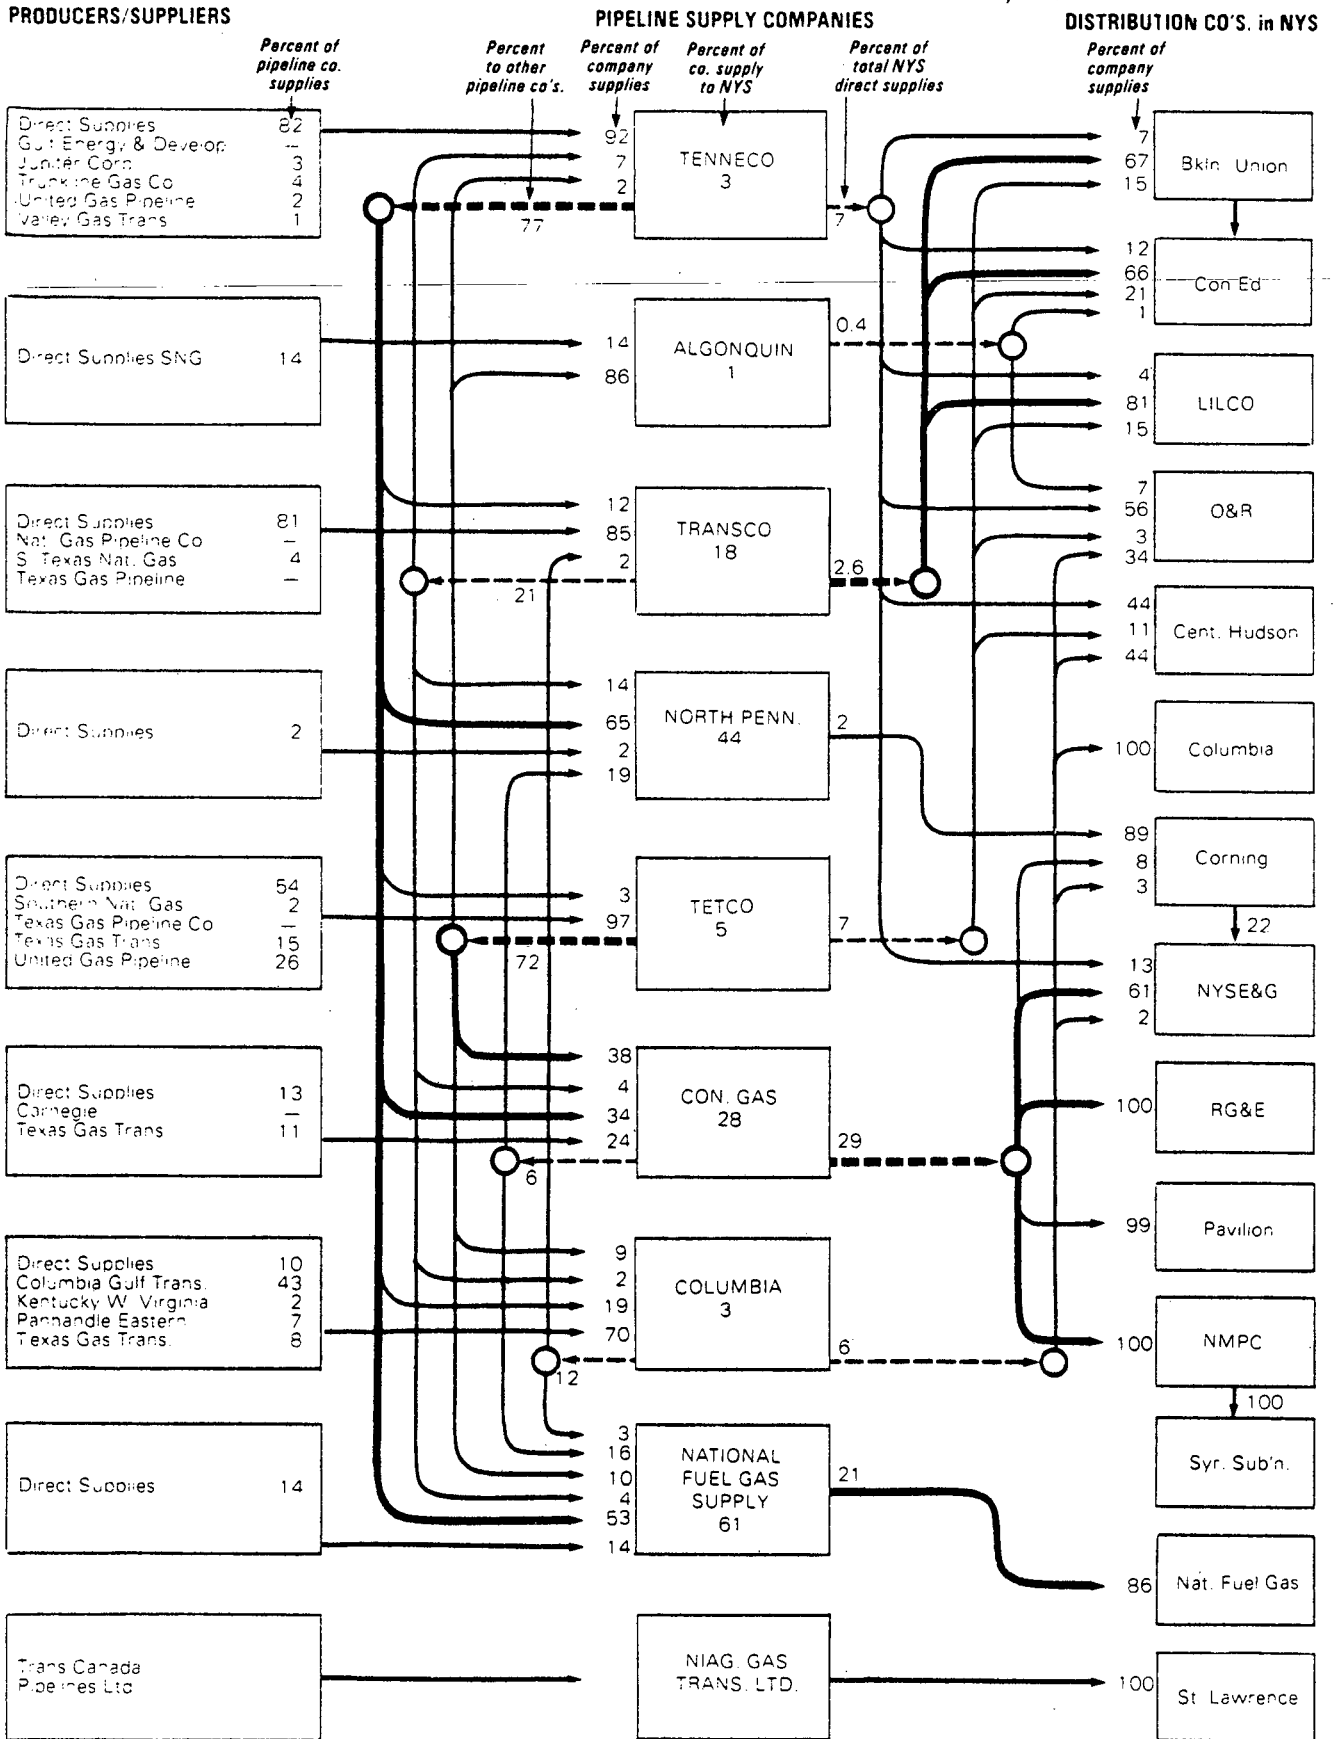 PRODUCERS/SUPPLIERS
PIPELINE SUPPLY COMPANIES
DISTRIBUTION CO'S. in NYS
Percent of
pipeline co.
supplies
Percent
to other
pipeline co's.
Percent of
company
supplies
Percent of
co. supply
to NYS
Percent of
total NYS
direct supplies
Percent of
company
supplies
Direct Supplies 82
Gulf Energy & Develop —
Jupiter Corp 3
Trunkline Gas Co 4
United Gas Pipeline 2
Valley Gas Trans 1
92
7
2
77
TENNECO
3
7
7
67
15
Bkln Union
12
66
21
1
Con Ed
Direct Supplies SNG 14
14
86
ALGONQUIN
1
0.4
4
81
15
LILCO
Direct Supplies 81
Nat. Gas Pipeline Co —
S. Texas Nat. Gas 4
Texas Gas Pipeline —
12
85
2
21
TRANSCO
18
2.6
7
56
3
34
O&R
44
11
44
Cent. Hudson
Direct Supplies 2
14
65
2
19
NORTH PENN.
44
2
100
Columbia
89
8
3
Corning
22
Direct Supplies 54
Southern Nat. Gas 2
Texas Gas Pipeline Co —
Texas Gas Trans 15
United Gas Pipeline 26
3
97
72
TETCO
5
7
13
61
2
NYSE&G
Direct Supplies 13
Carnegie —
Texas Gas Trans 11
38
4
34
24
6
CON. GAS
28
29
100
RG&E
99
Pavilion
Direct Supplies 10
Columbia Gulf Trans. 43
Kentucky W. Virginia 2
Panhandle Eastern 7
Texas Gas Trans. 8
9
2
19
70
12
COLUMBIA
3
6
100
NMPC
100
Syr. Sub'n.
Direct Supplies 14
3
16
10
4
53
14
NATIONAL
FUEL GAS
SUPPLY
61
21
86
Nat. Fuel Gas
Trans Canada
Pipelines Ltd
NIAG. GAS
TRANS. LTD.
100
St Lawrence